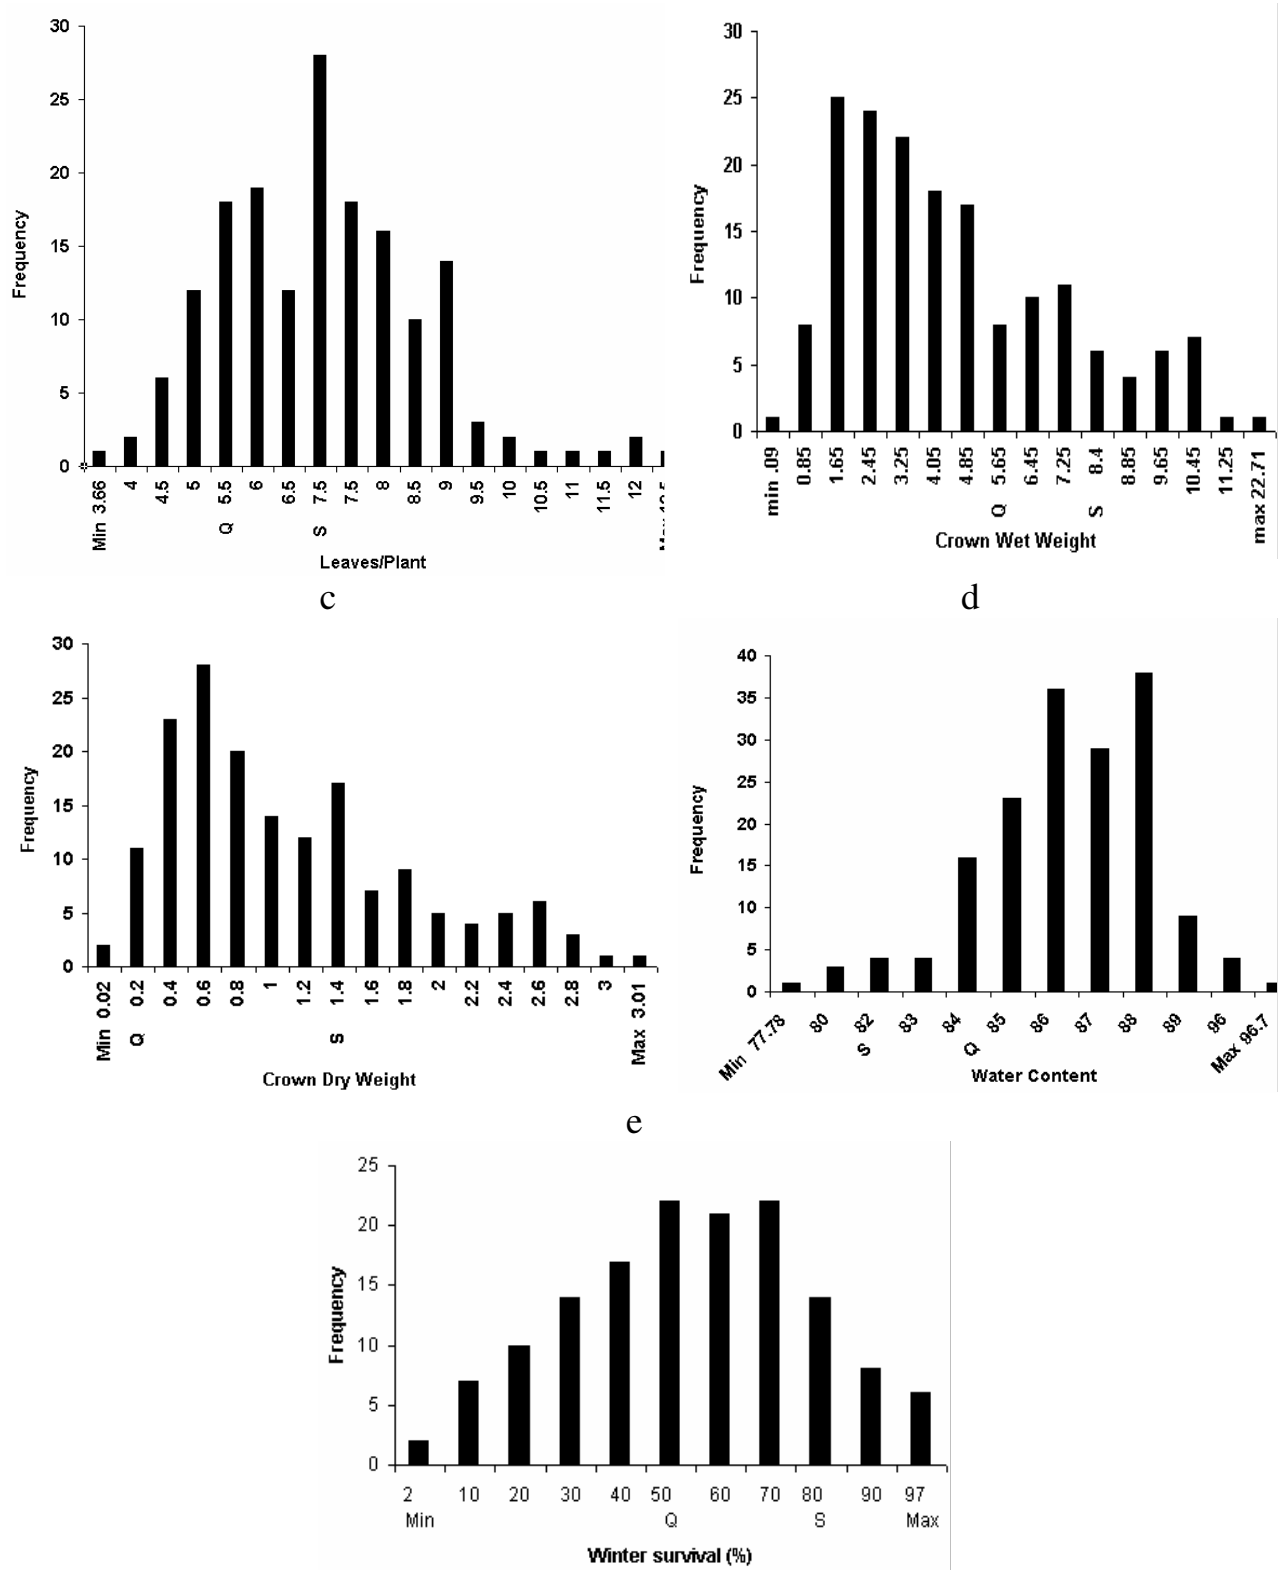 30
25
20
15
10
5
0
Frequency
Min 3.66 4 4.5 5 5.5 6 6.5 7.5 7.5 8 8.5 9 9.5 10 10.5 11 11.5 12
Q S
Leaves/Plant
c
30
25
20
15
10
5
0
Frequency
min .09 0.85 1.65 2.45 3.25 4.05 4.85 5.65 6.45 7.25 8.4 8.85 9.65 10.45 11.25 max 22.71
Q S
Crown Wet Weight
d
30
25
20
15
10
5
0
Frequency
Min 0.02 0.2 0.4 0.6 0.8 1 1.2 1.4 1.6 1.8 2 2.2 2.4 2.6 2.8 3 Max 3.01
Q S
Crown Dry Weight
40
35
30
25
20
15
10
5
0
Frequency
Min 77.78 80 82 83 84 85 86 87 88 89 96 Max 96.7
S Q
Water Content
e
25
20
15
10
5
0
Frequency
2 10 20 30 40 50 60 70 80 90 97
Min Q S Max
Winter survival (%)